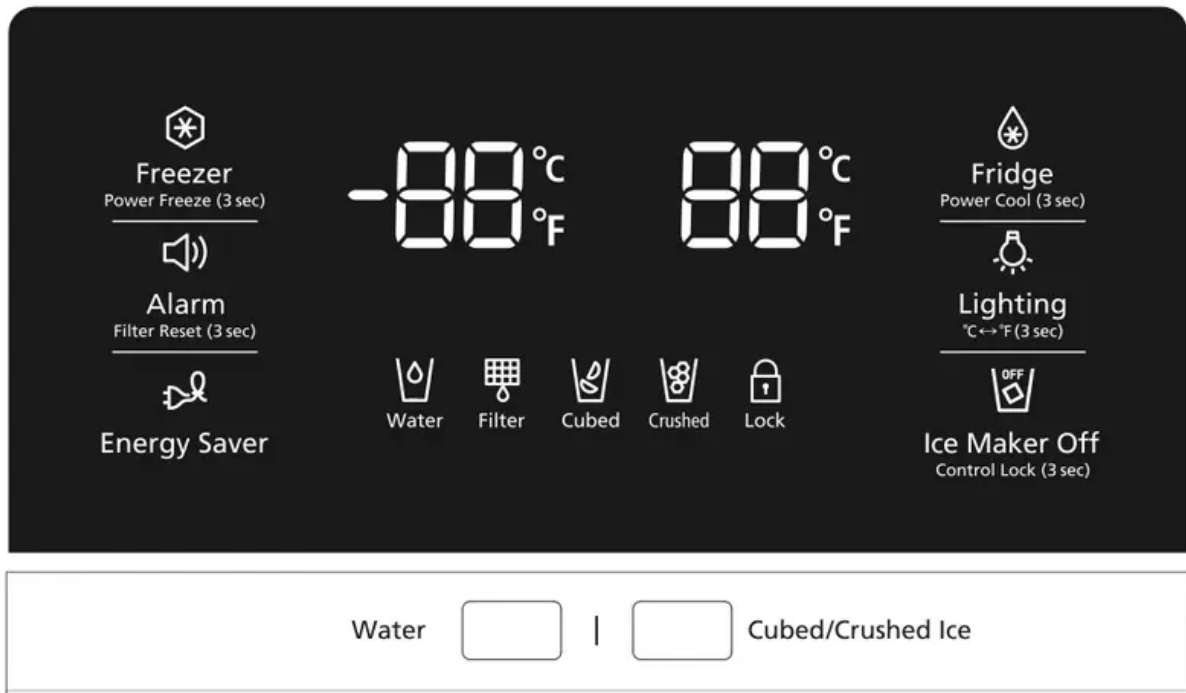 Freezer
Power Freeze (3 sec)
Alarm
Filter Reset (3 sec)
Energy Saver
-88 °C °F
88 °C °F
Water
Filter
Cubed
Crushed
Lock
Fridge
Power Cool (3 sec)
Lighting
°C↔°F (3 sec)
OFF
Ice Maker Off
Control Lock (3 sec)
Water | Cubed/Crushed Ice